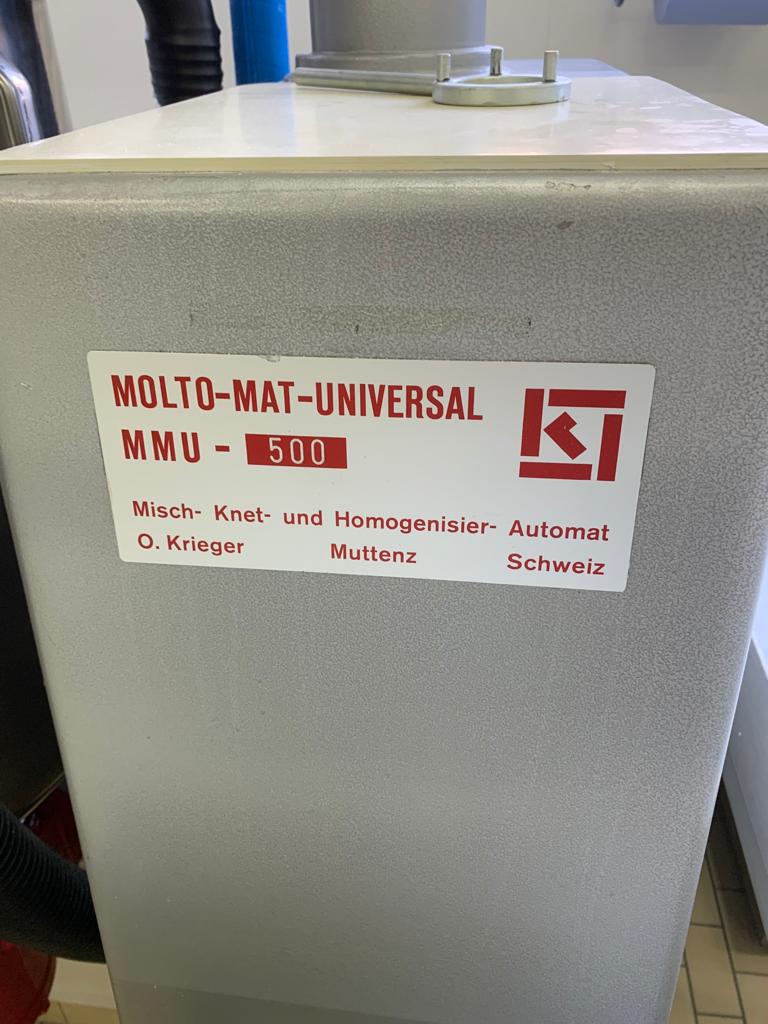 MOLTO-MAT-UNIVERSAL
MMU - 500
Misch- Knet- und Homogenisier- Automat
O. Krieger Muttenz Schweiz